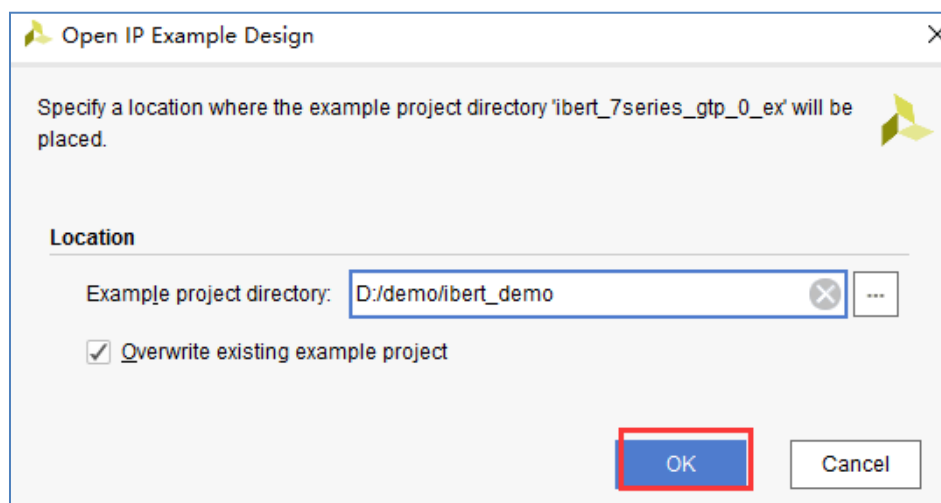 Open IP Example Design
Specify a location where the example project directory 'ibert_7series_gtp_0_ex' will be
placed.
Location
Example project directory: D:/demo/ibert_demo ...
Overwrite existing example project
OK Cancel